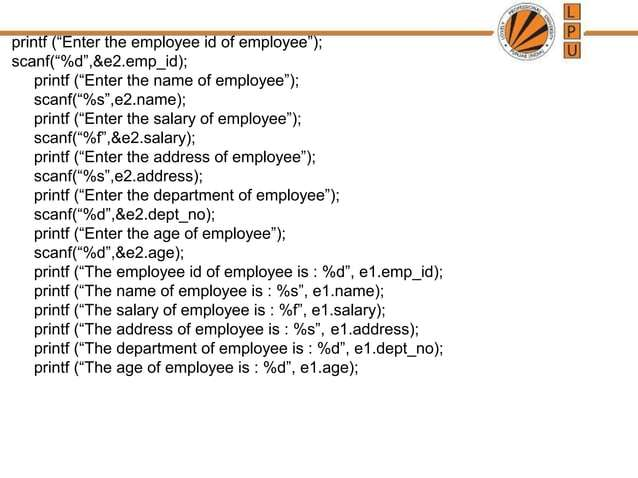 printf (“Enter the employee id of employee”);
scanf(“%d”,&e2.emp_id);
printf (“Enter the name of employee”);
scanf(“%s”,e2.name);
printf (“Enter the salary of employee”);
scanf(“%f”,&e2.salary);
printf (“Enter the address of employee”);
scanf(“%s”,e2.address);
printf (“Enter the department of employee”);
scanf(“%d”,&e2.dept_no);
printf (“Enter the age of employee”);
scanf(“%d”,&e2.age);
printf (“The employee id of employee is : %d”, e1.emp_id);
printf (“The name of employee is : %s”, e1.name);
printf (“The salary of employee is : %f”, e1.salary);
printf (“The address of employee is : %s”, e1.address);
printf (“The department of employee is : %d”, e1.dept_no);
printf (“The age of employee is : %d”, e1.age);
LOVELY PROFESSIONAL UNIVERSITY
PUNJAB (INDIA)
L
P
U